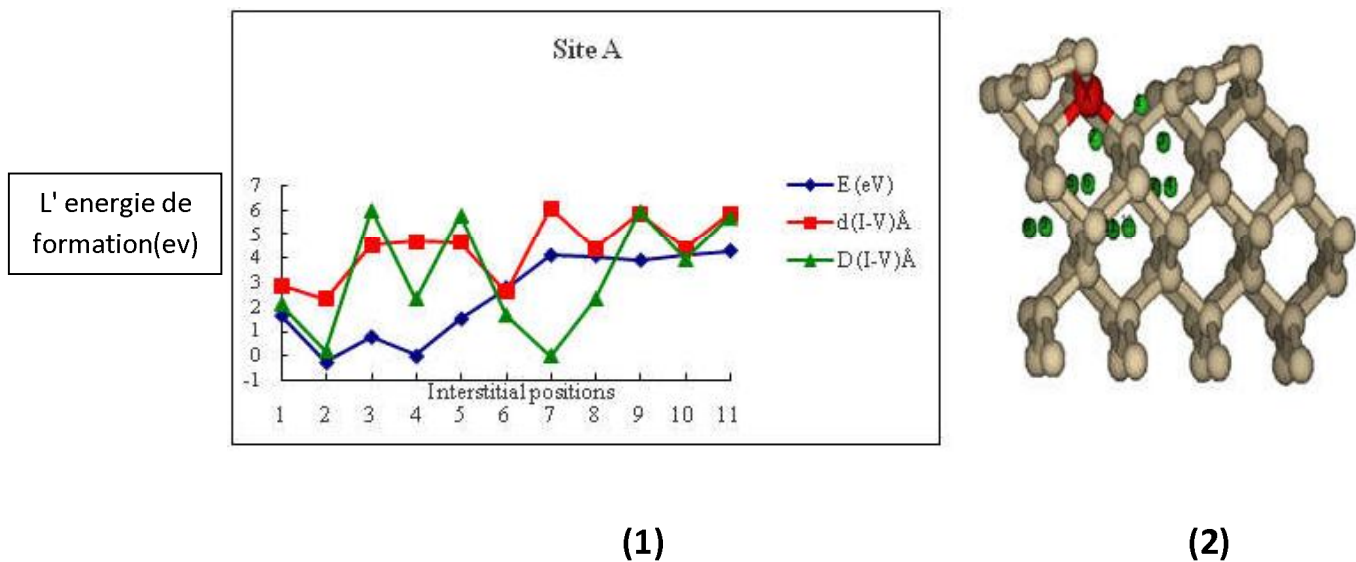 Site A
L' energie de
formation(ev)
7
6
5
4
3
2
1
0
-1
Interstitial positions
1 2 3 4 5 6 7 8 9 10 11
E(eV)
d(I-V)Å
D(I-V)Å
(1)
(2)